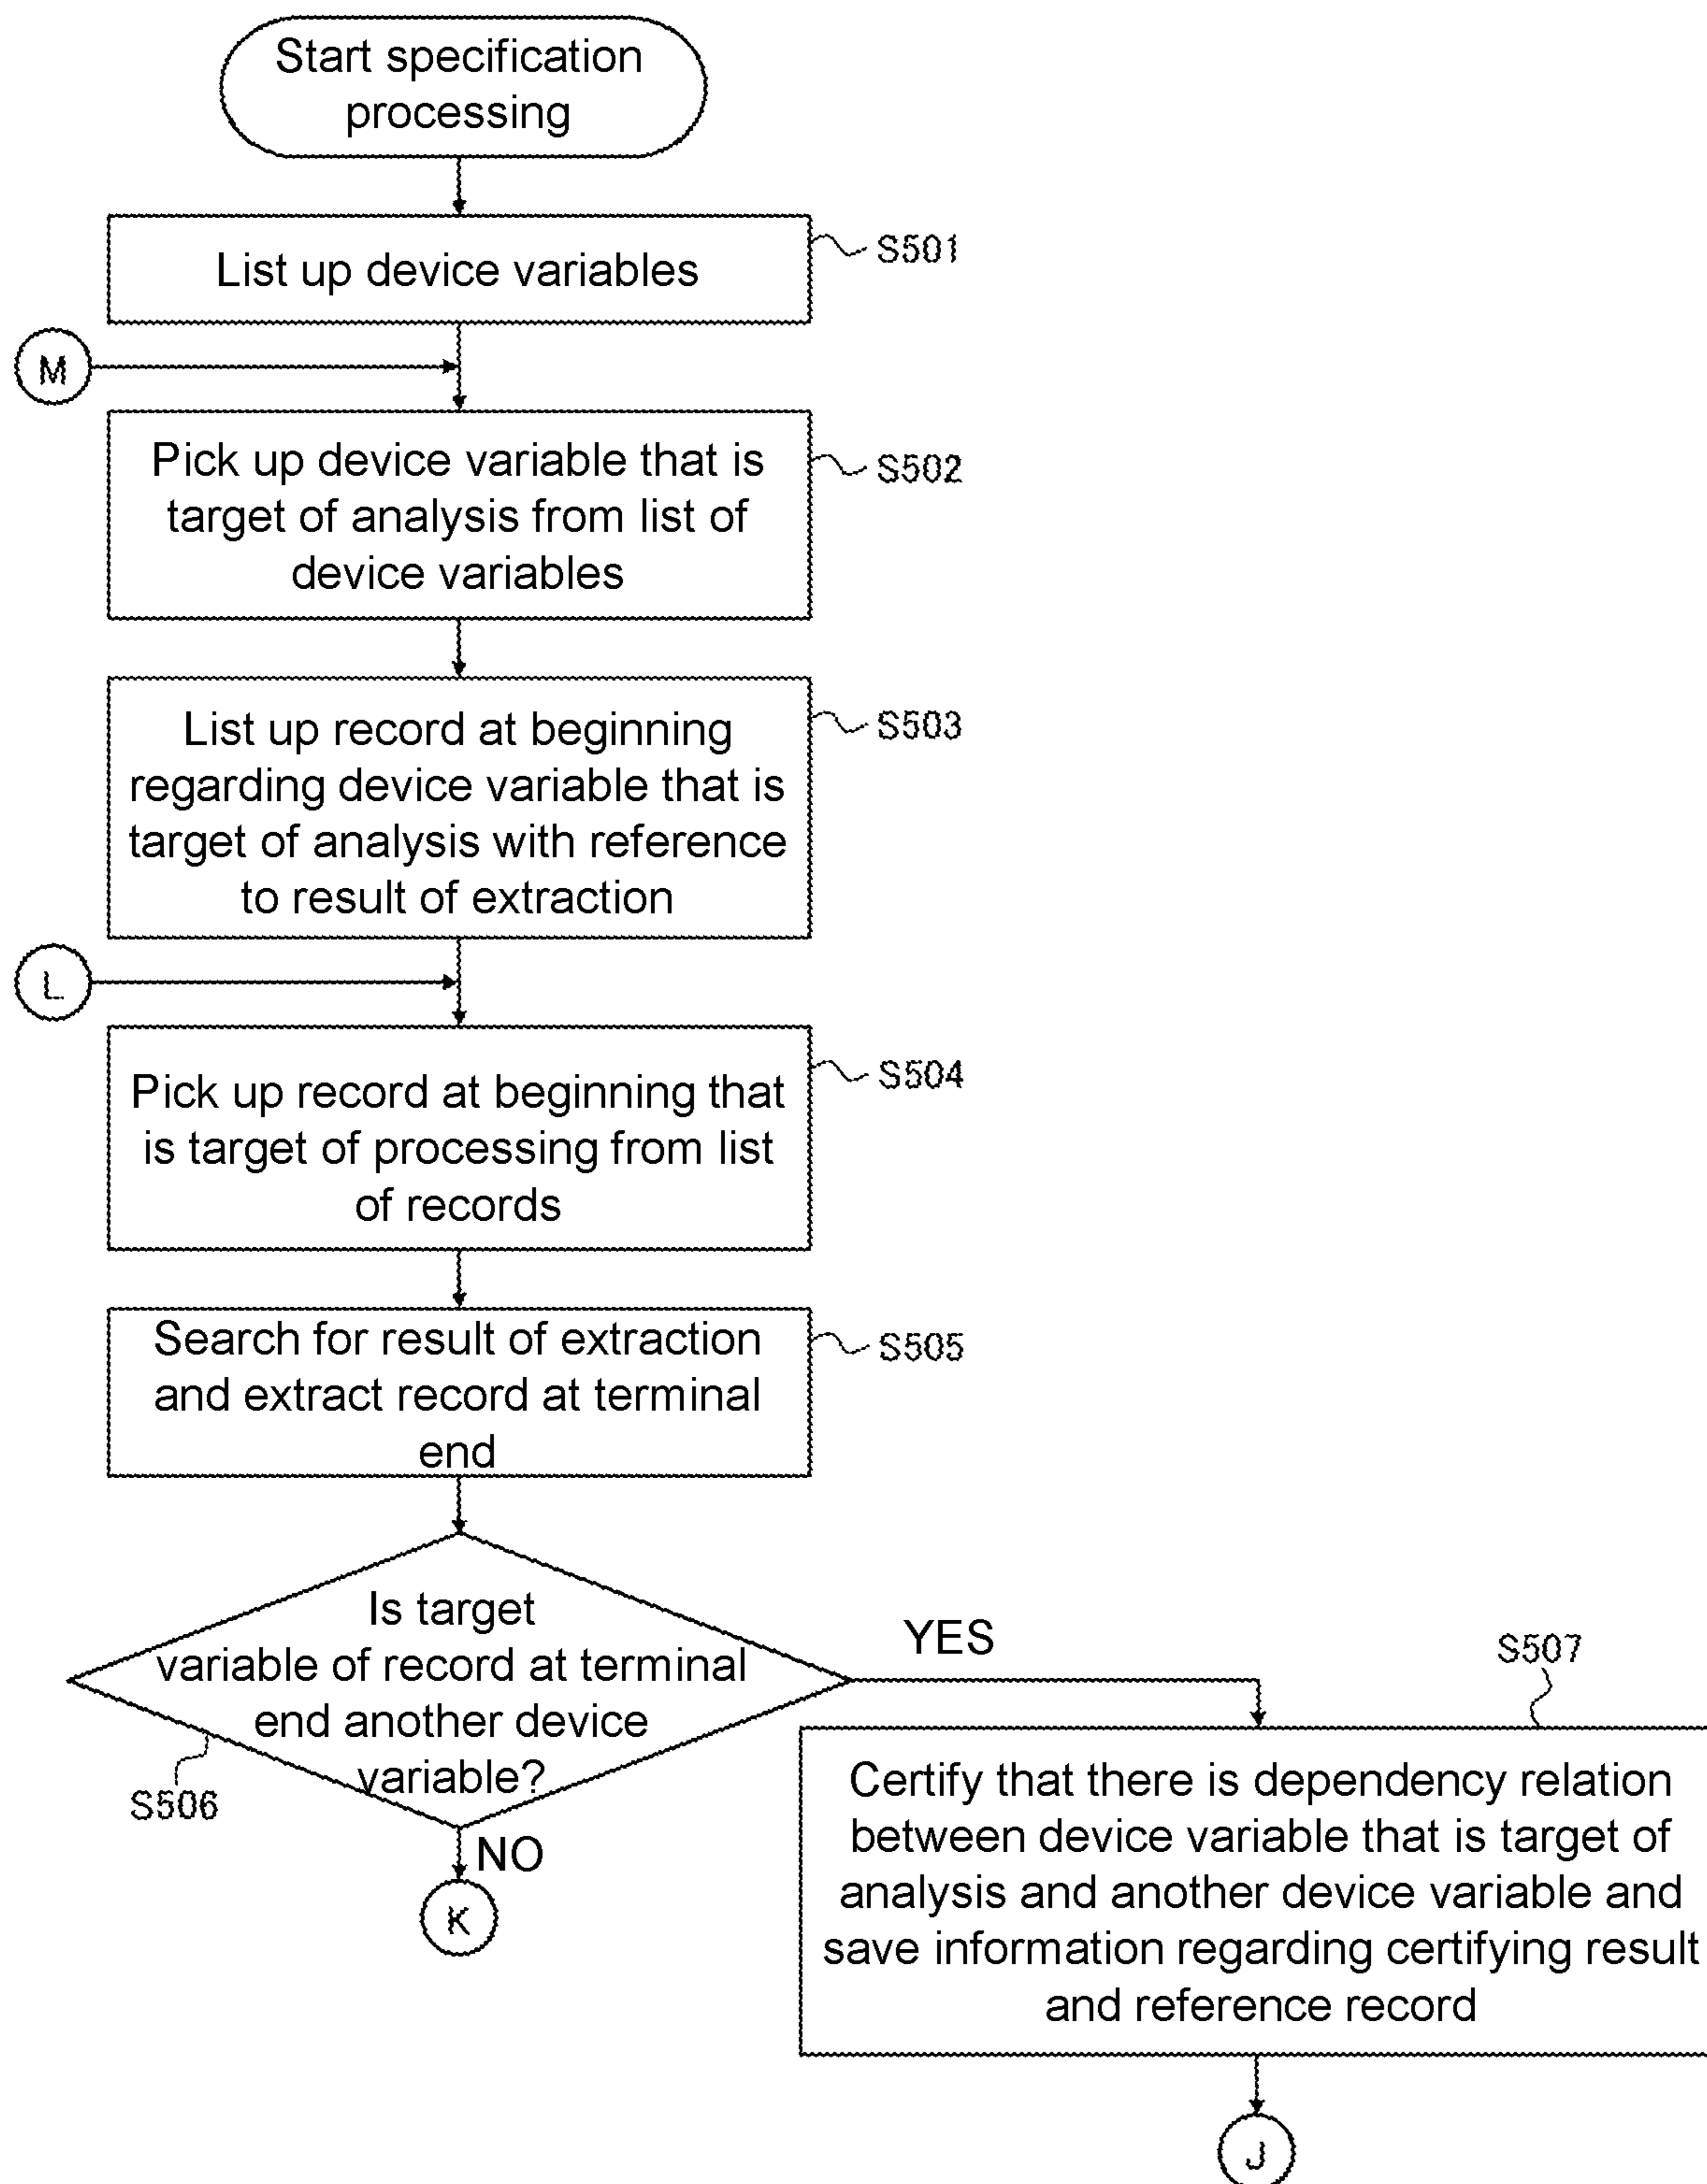 Start specification
processing
List up device variables
S501
M
Pick up device variable that is
target of analysis from list of
device variables
S502
List up record at beginning
regarding device variable that is
target of analysis with reference
to result of extraction
S503
L
Pick up record at beginning that
is target of processing from list
of records
S504
Search for result of extraction
and extract record at terminal
end
S505
Is target
variable of record at terminal
end another device
variable?
S506
YES
NO
K
S507
Certify that there is dependency relation
between device variable that is target of
analysis and another device variable and
save information regarding certifying result
and reference record
J